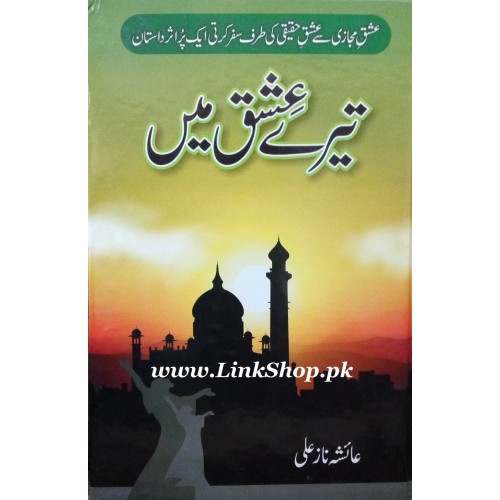 عشق مجازی سے عشق حقیقی کی طرف سفر کرتی ایک پُر اثر داستان
تیرے عشق میں
www.LinkShop.pk
عائشہ ناز علی